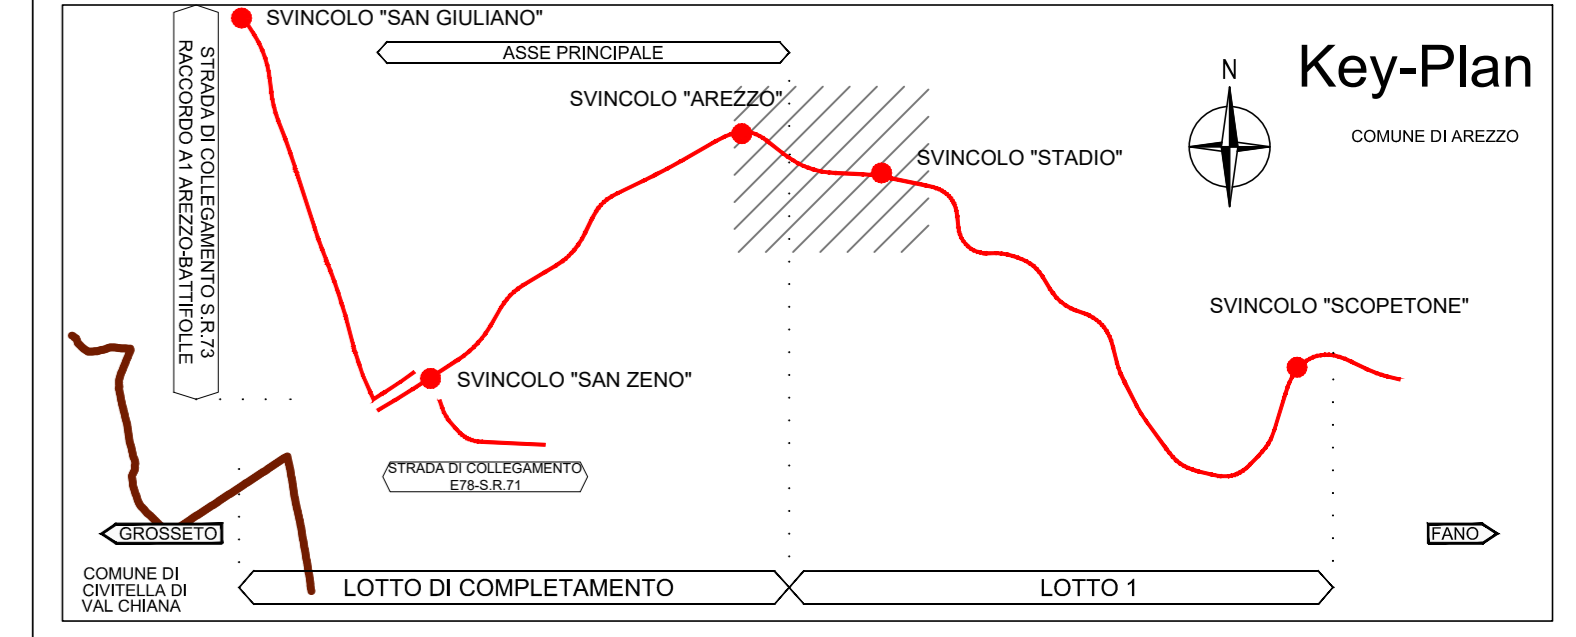 SVINCOLO "SAN GIULIANO"
ASSE PRINCIPALE
Key-Plan
N
SVINCOLO "AREZZO"
COMUNE DI AREZZO
SVINCOLO "STADIO"
STRADA DI COLLEGAMENTO S.R.73
RACCORDO A1 AREZZO-BATTIFOLLE
SVINCOLO "SCOPETONE"
SVINCOLO "SAN ZENO"
STRADA DI COLLEGAMENTO
E78-S.R.71
GROSSETO
FANO
COMUNE DI
CIVITELLA DI
VAL CHIANA
LOTTO DI COMPLETAMENTO
LOTTO 1